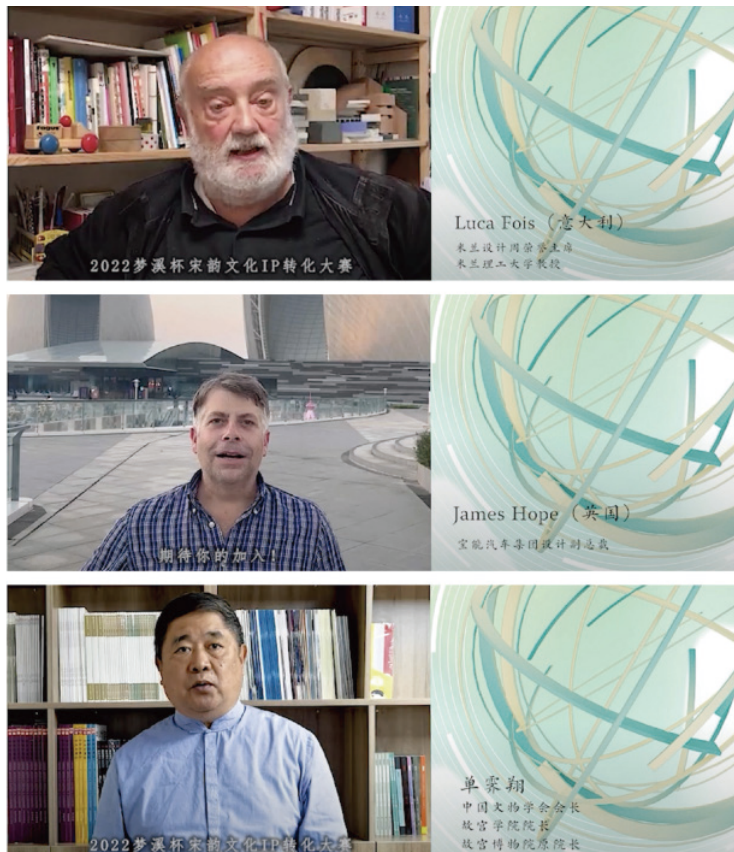 Luca Fois（意大利）
米兰设计周荣誉主席
米兰理工大学教授
2022梦溪杯宋韵文化IP转化大赛
James Hope（英国）
宝能汽车集团设计副总裁
期待你的加入！
单霁翔
中国文物学会会长
故宫学院院长
故宫博物院原院长
2022梦溪杯宋韵文化IP转化大赛